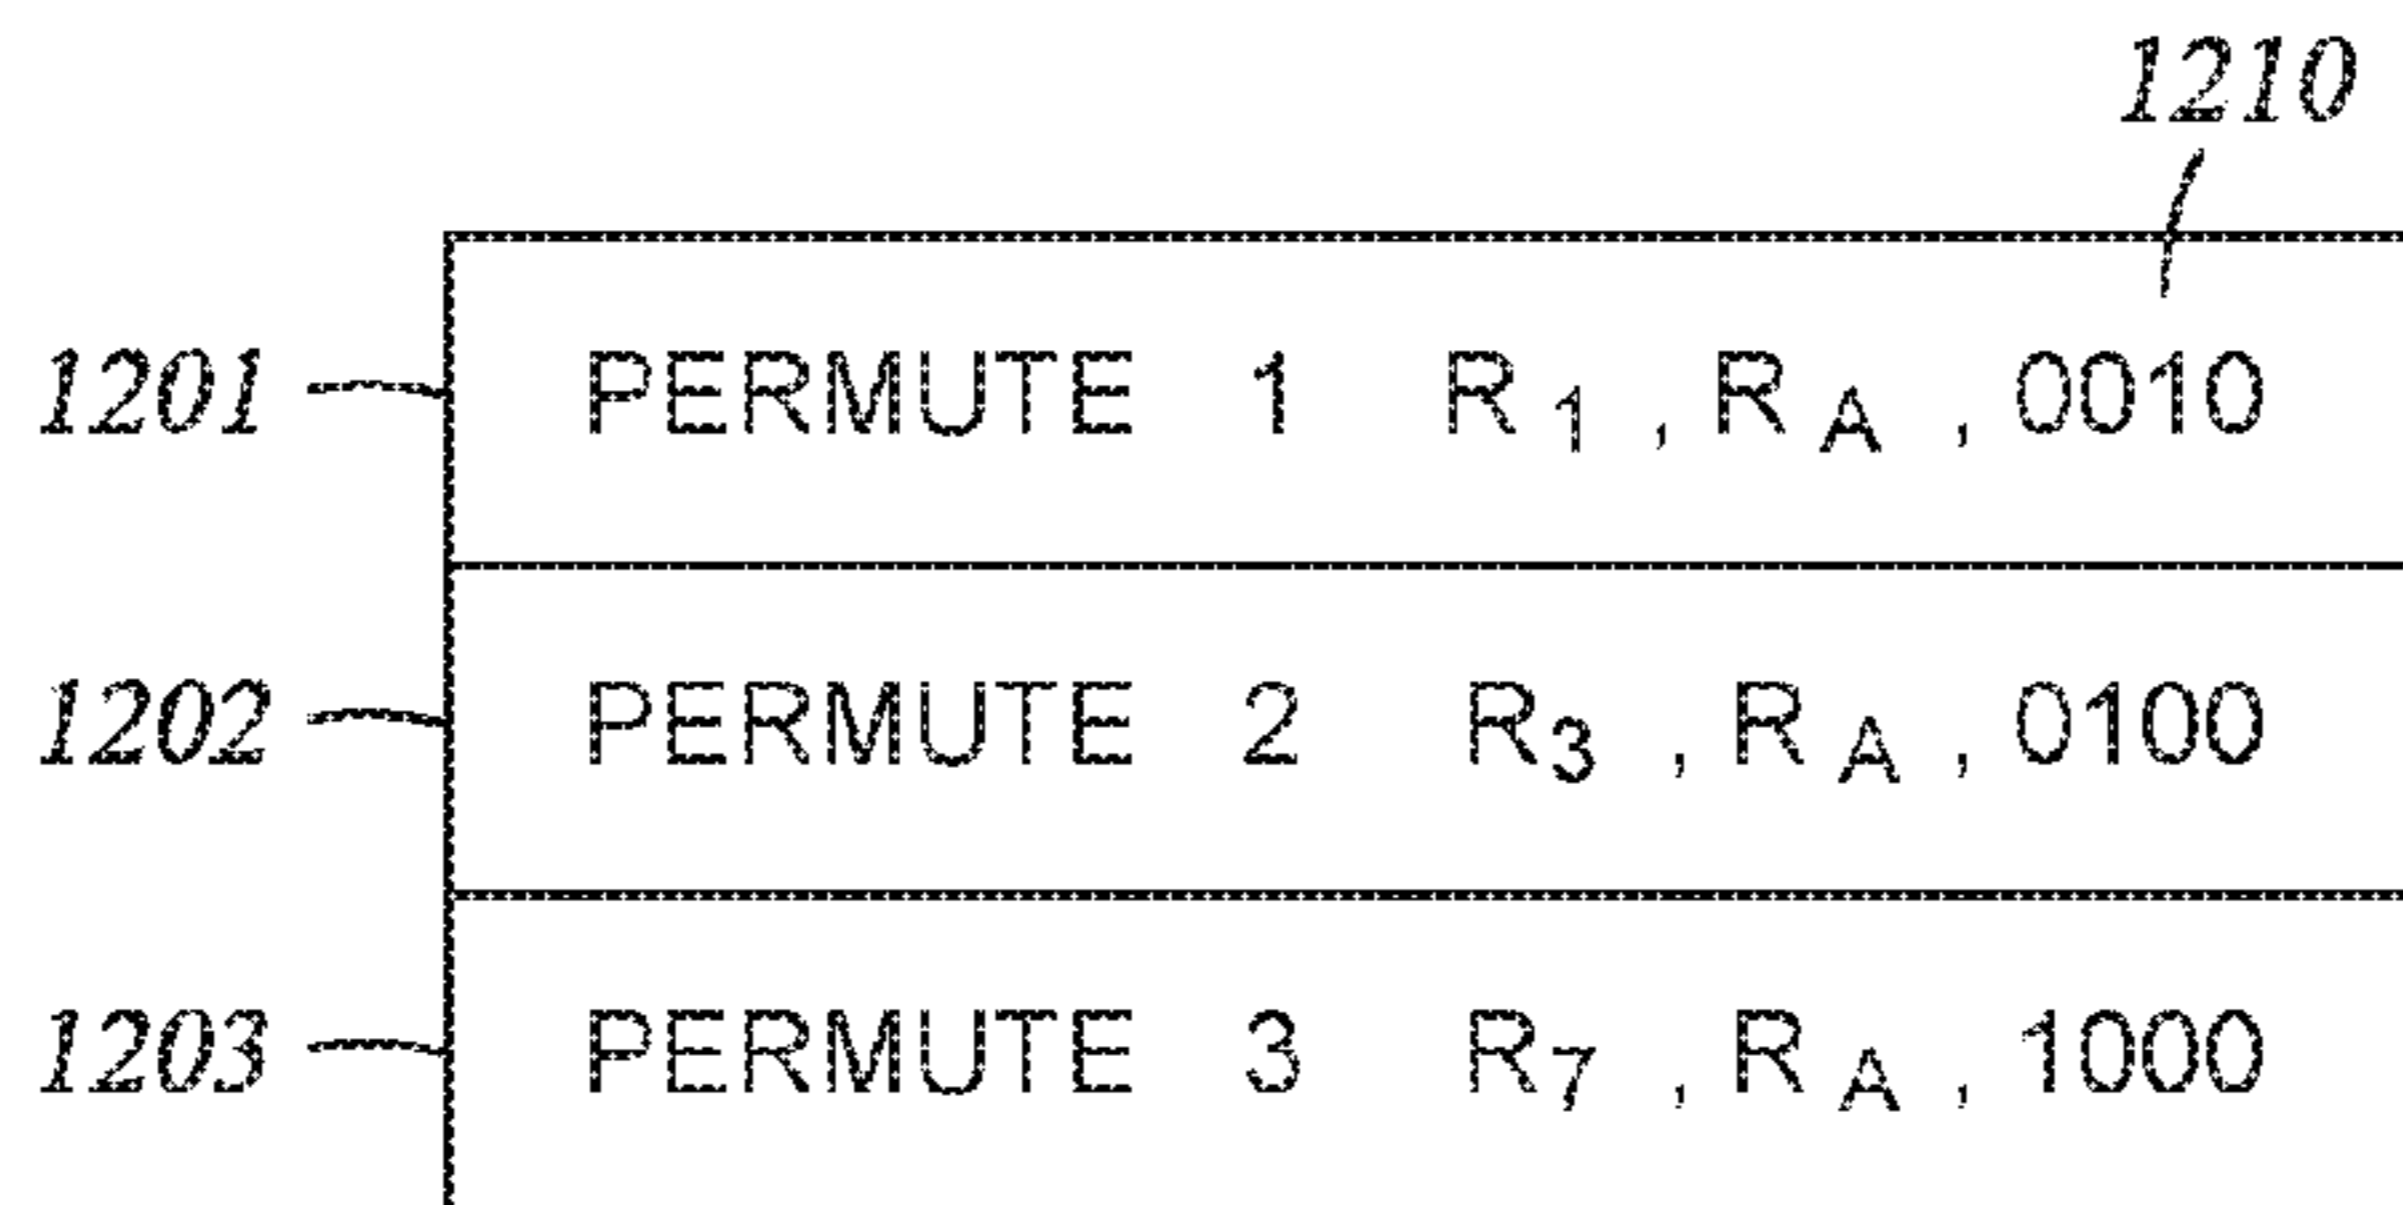 1210
1201 PERMUTE 1 R1 , RA , 0010
1202 PERMUTE 2 R3 , RA , 0100
1203 PERMUTE 3 R7 , RA , 1000